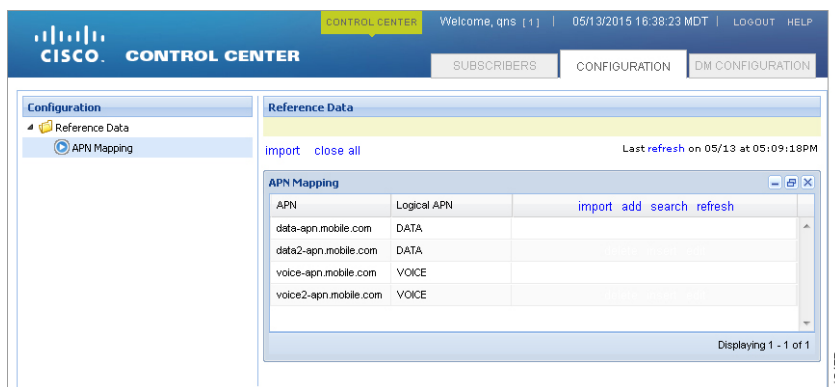 CONTROL CENTER Welcome, qns [1] | 05/13/2015 16:38:23 MDT | LOGOUT HELP
CISCO. CONTROL CENTER
SUBSCRIBERS CONFIGURATION DM CONFIGURATION
Configuration
Reference Data
APN Mapping
Reference Data
import close all Last refresh on 05/13 at 05:09:18PM
APN Mapping
APN Logical APN import add search refresh
data-apn.mobile.com DATA
data2-apn.mobile.com DATA
voice-apn.mobile.com VOICE
voice2-apn.mobile.com VOICE
Displaying 1 - 1 of 1